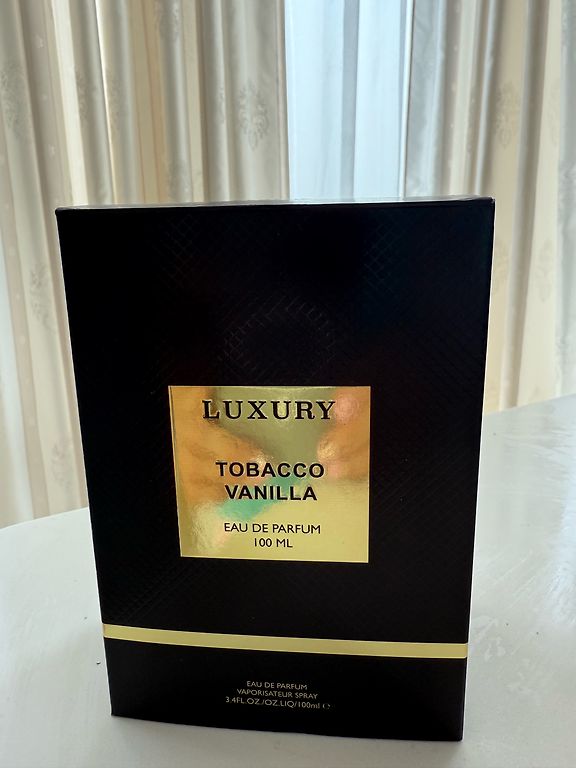 LUXURY
TOBACCO
VANILLA
EAU DE PARFUM
100 ML
EAU DE PARFUM
VAPORISATEUR SPRAY
3.4FL.OZ./OZ.LIQ/100ml ℮